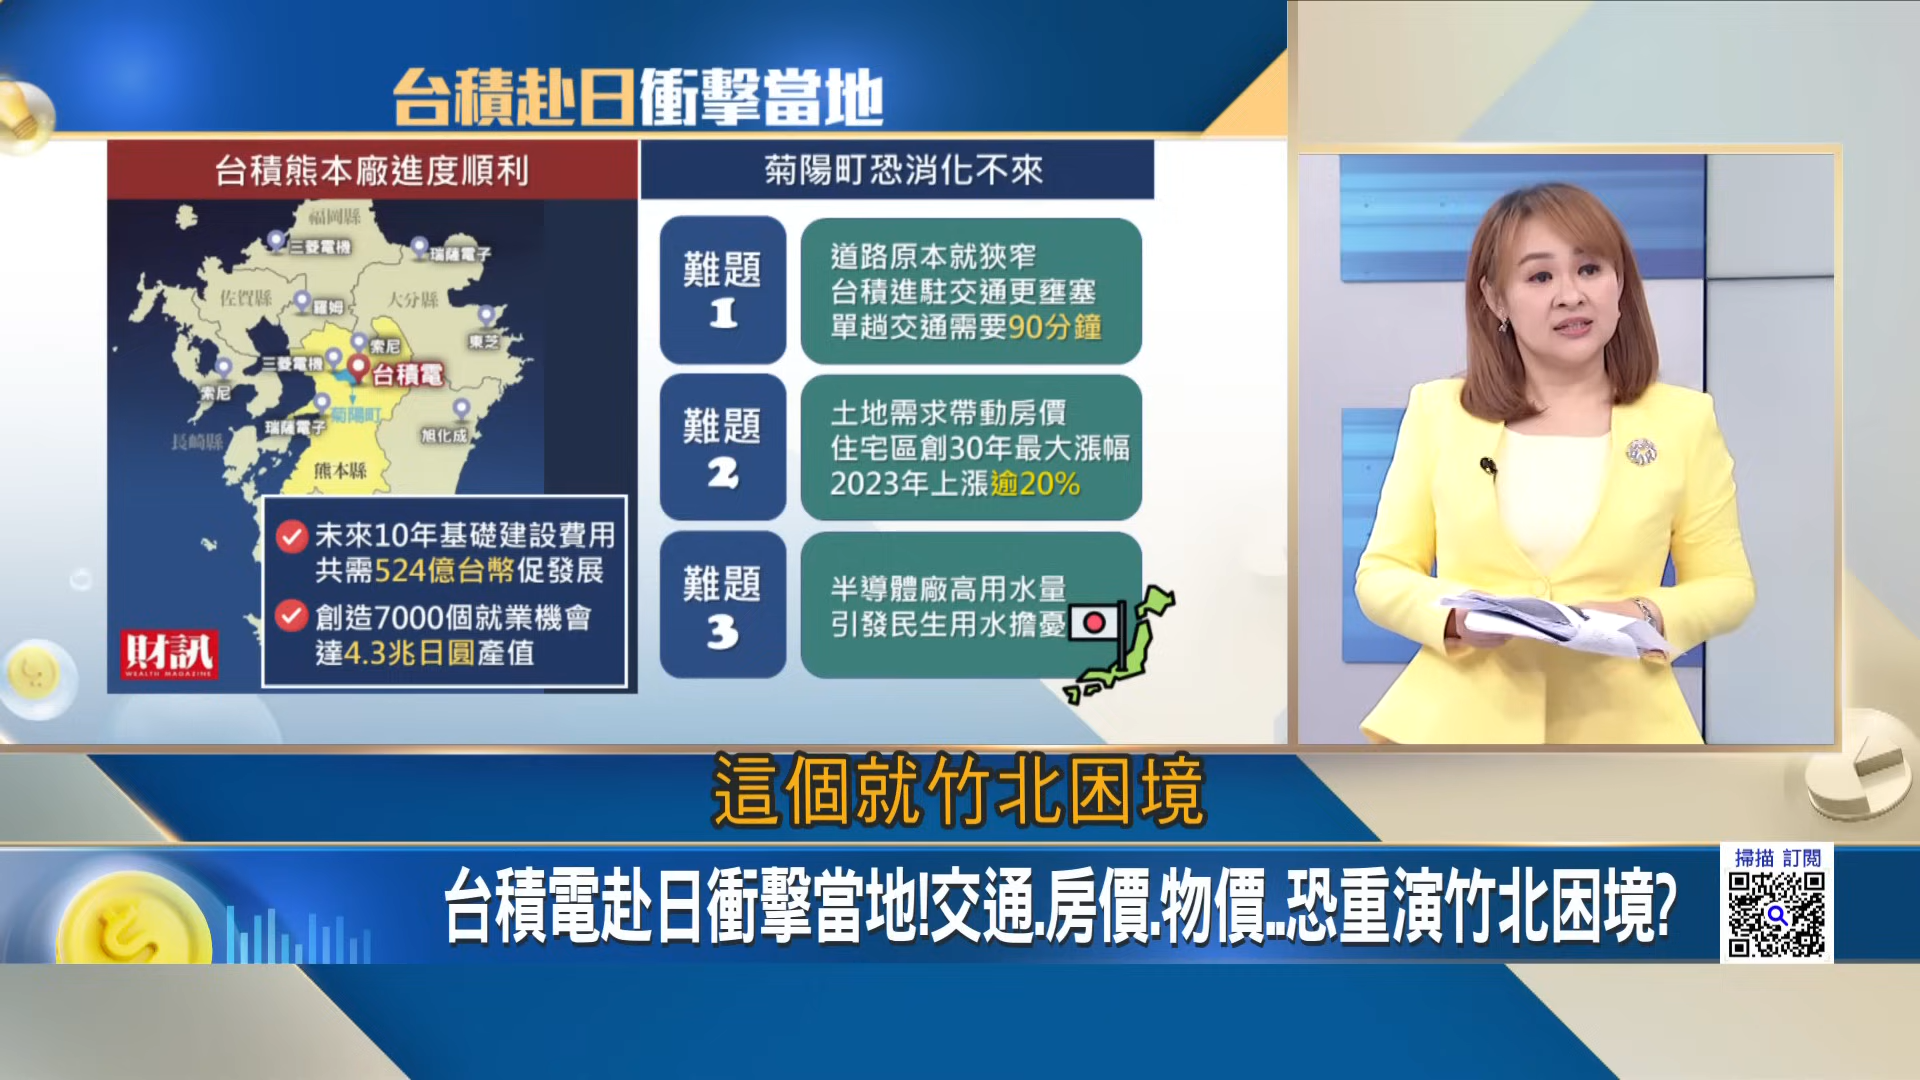 台積赴日衝擊當地
台積熊本廠進度順利
福岡縣
三菱電機
瑞薩電子
佐賀縣
羅姆
大分縣
東芝
索尼
三菱電機
台積電
索尼
菊陽町
瑞薩電子
旭化成
長崎縣
熊本縣
未來10年基礎建設費用
共需524億台幣促發展
創造7000個就業機會
達4.3兆日圓產值
財訊
WEALTH MAGAZINE
菊陽町恐消化不來
難題
1
道路原本就狹窄
台積進駐交通更壅塞
單趟交通需要90分鐘
難題
2
土地需求帶動房價
住宅區創30年最大漲幅
2023年上漲逾20%
難題
3
半導體廠高用水量
引發民生用水擔憂
這個就竹北困境
台積電赴日衝擊當地!交通.房價.物價..恐重演竹北困境?
掃描 訂閱